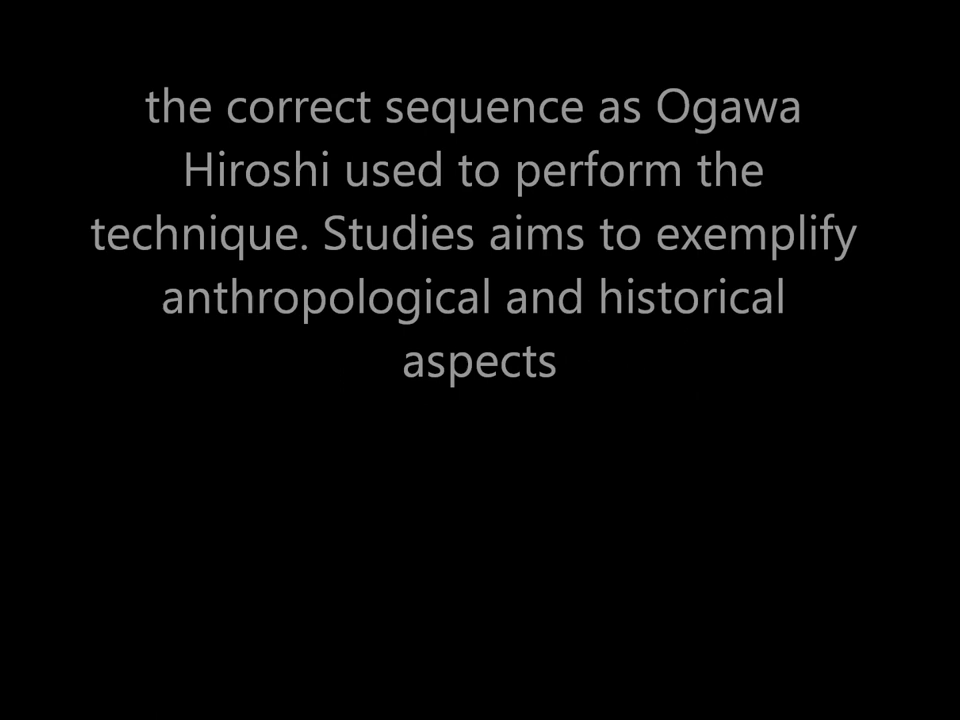 the correct sequence as Ogawa
Hiroshi used to perform the
technique. Studies aims to exemplify
anthropological and historical
aspects